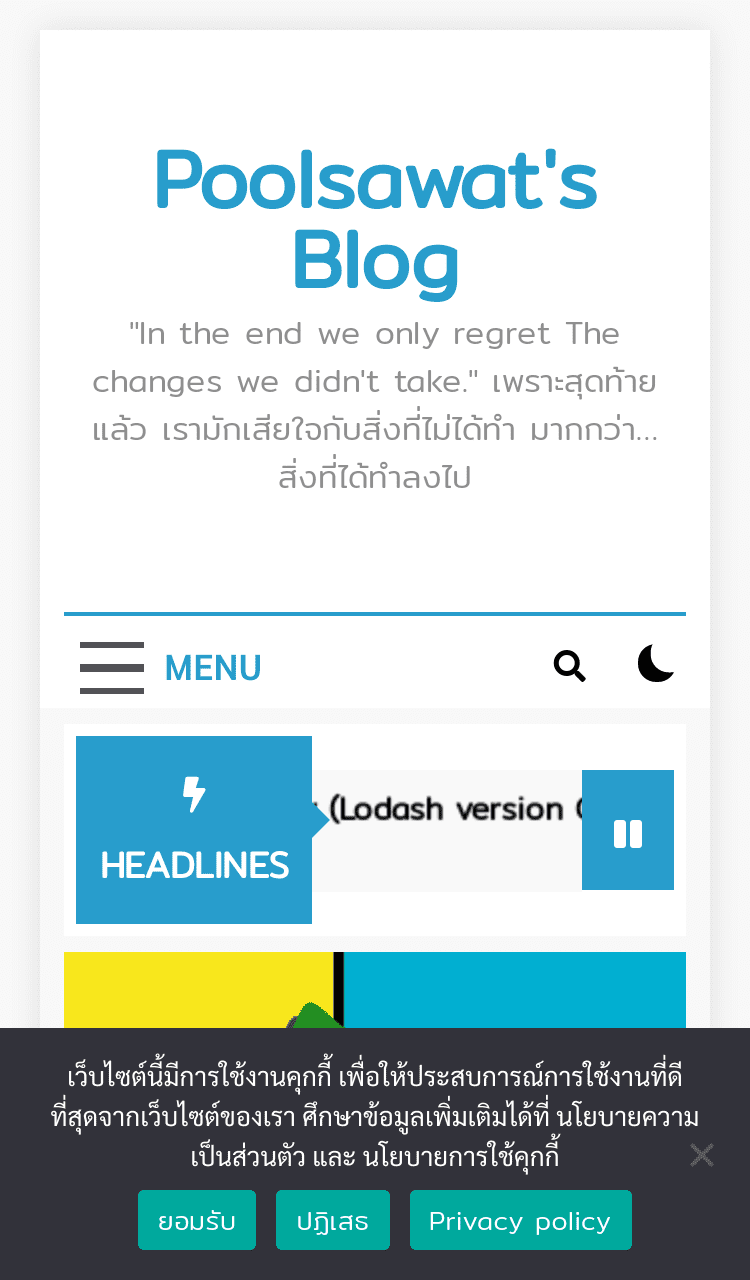 Poolsawat's
Blog
"In the end we only regret The
changes we didn't take." เพราะสุดท้าย
แล้ว เรามักเสียใจกับสิ่งที่ไม่ได้ทำ มากกว่า…
สิ่งที่ได้ทำลงไป
MENU
(Lodash version
HEADLINES
เว็บไซต์นี้มีการใช้งานคุกกี้ เพื่อให้ประสบการณ์การใช้งานที่ดี
ที่สุดจากเว็บไซต์ของเรา ศึกษาข้อมูลเพิ่มเติมได้ที่ นโยบายความ
เป็นส่วนตัว และ นโยบายการใช้คุกกี้
ยอมรับ ปฏิเสธ Privacy policy